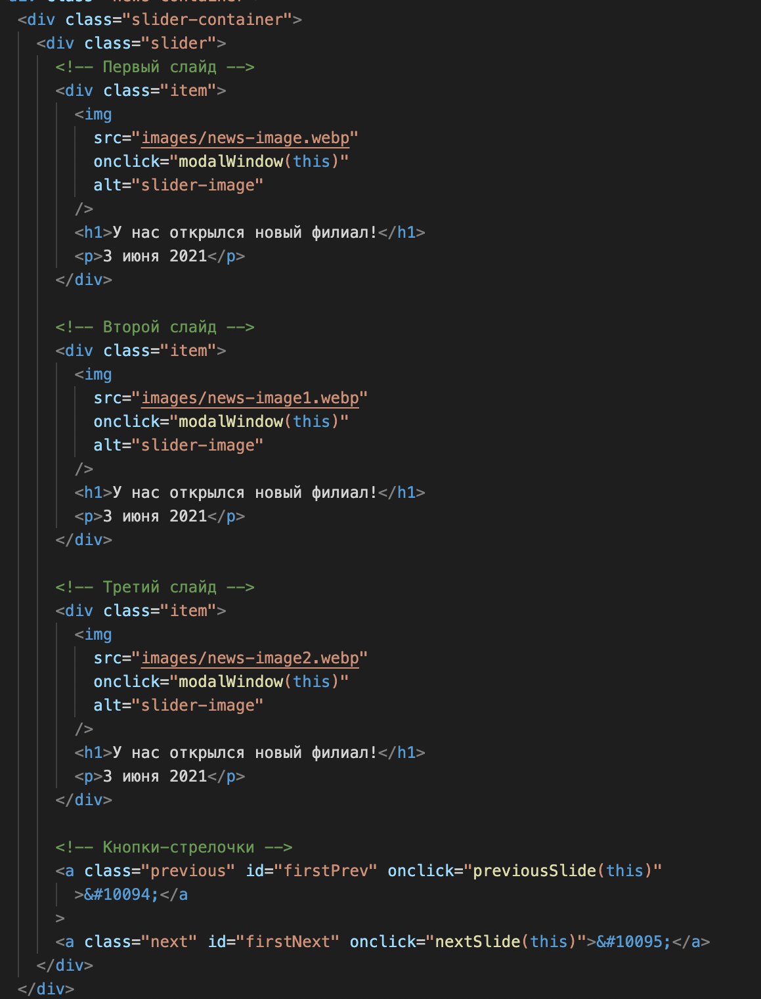 <div class="news-container">
<div class="slider-container">
<div class="slider">
<!-- Первый слайд -->
<div class="item">
<img
src="images/news-image.webp"
onclick="modalWindow(this)"
alt="slider-image"
/>
<h1>У нас открылся новый филиал!</h1>
<p>3 июня 2021</p>
</div>
<!-- Второй слайд -->
<div class="item">
<img
src="images/news-image1.webp"
onclick="modalWindow(this)"
alt="slider-image"
/>
<h1>У нас открылся новый филиал!</h1>
<p>3 июня 2021</p>
</div>
<!-- Третий слайд -->
<div class="item">
<img
src="images/news-image2.webp"
onclick="modalWindow(this)"
alt="slider-image"
/>
<h1>У нас открылся новый филиал!</h1>
<p>3 июня 2021</p>
</div>
<!-- Кнопки-стрелочки -->
<a class="previous" id="firstPrev" onclick="previousSlide(this)"
>&#10094;</a
>
<a class="next" id="firstNext" onclick="nextSlide(this)">&#10095;</a>
</div>
</div>